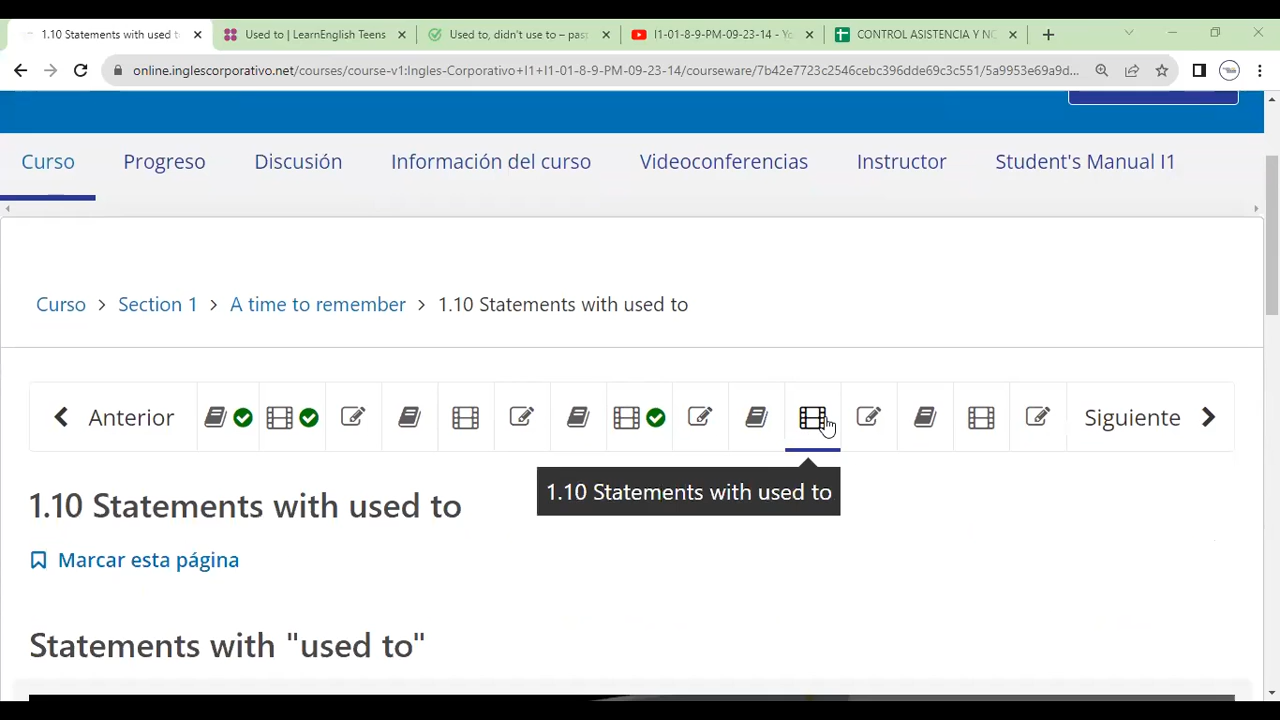 1.10 Statements with used t
Used to | LearnEnglish Teens
Used to, didn't use to – past
I1-01-8-9-PM-09-23-14 - Yo
CONTROL ASISTENCIA Y NO
online.inglescorporativo.net/courses/course-v1:Ingles-Corporativo+I1+I1-01-8-9-PM-09-23-14/courseware/7b42e7723c2546cebc396dde69c3c551/5a9953e69a9d...
Curso
Progreso
Discusión
Información del curso
Videoconferencias
Instructor
Student's Manual I1
Curso > Section 1 > A time to remember > 1.10 Statements with used to
Anterior
Siguiente
1.10 Statements with used to
1.10 Statements with used to
Marcar esta página
Statements with "used to"